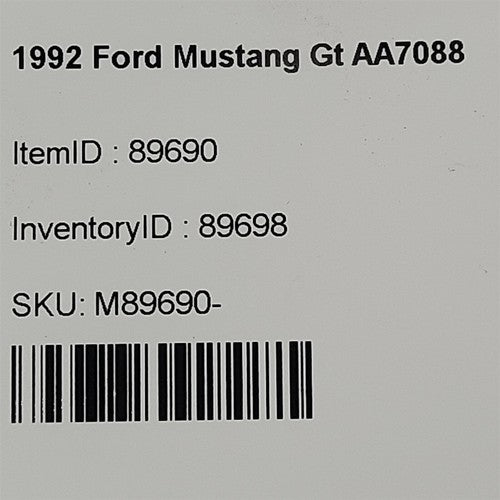 1992 Ford Mustang Gt AA7088
ItemID : 89690
InventoryID : 89698
SKU: M89690-